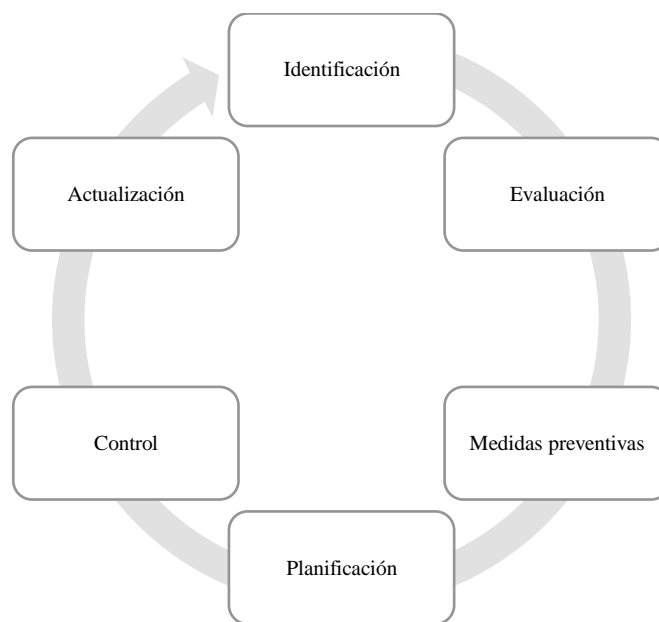 Identificación
Evaluación
Medidas preventivas
Planificación
Control
Actualización